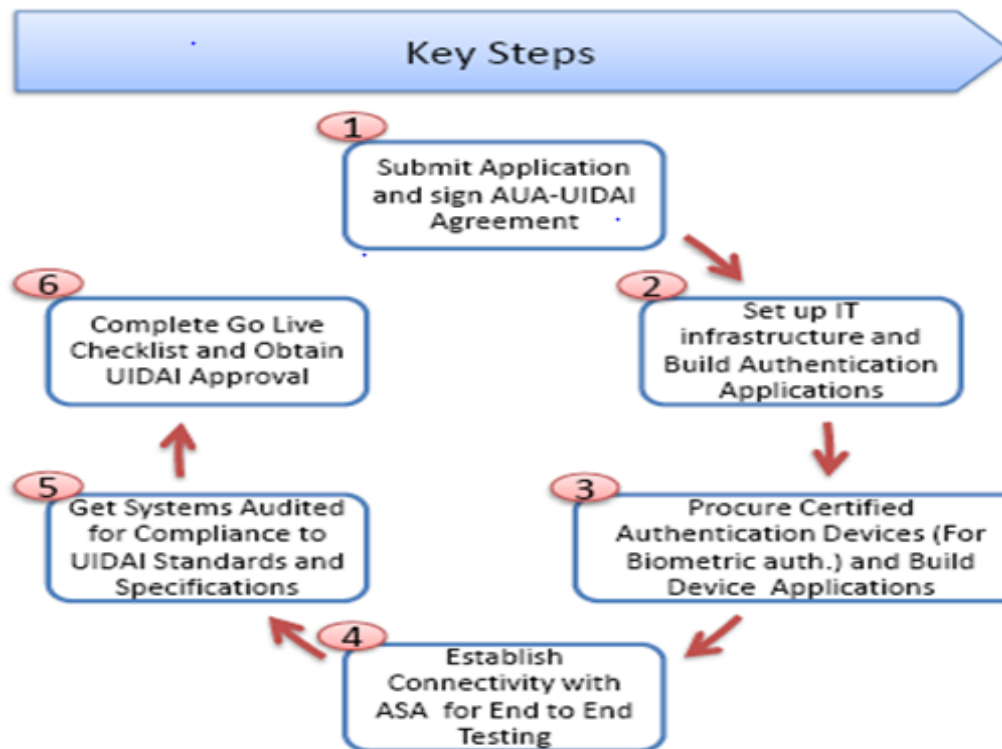 Key Steps
1
Submit Application
and sign AUA-UIDAI
Agreement
2
Set up IT
infrastructure and
Build Authentication
Applications
3
Procure Certified
Authentication Devices (For
Biometric auth.) and Build
Device Applications
4
Establish
Connectivity with
ASA for End to End
Testing
5
Get Systems Audited
for Compliance to
UIDAI Standards and
Specifications
6
Complete Go Live
Checklist and Obtain
UIDAI Approval